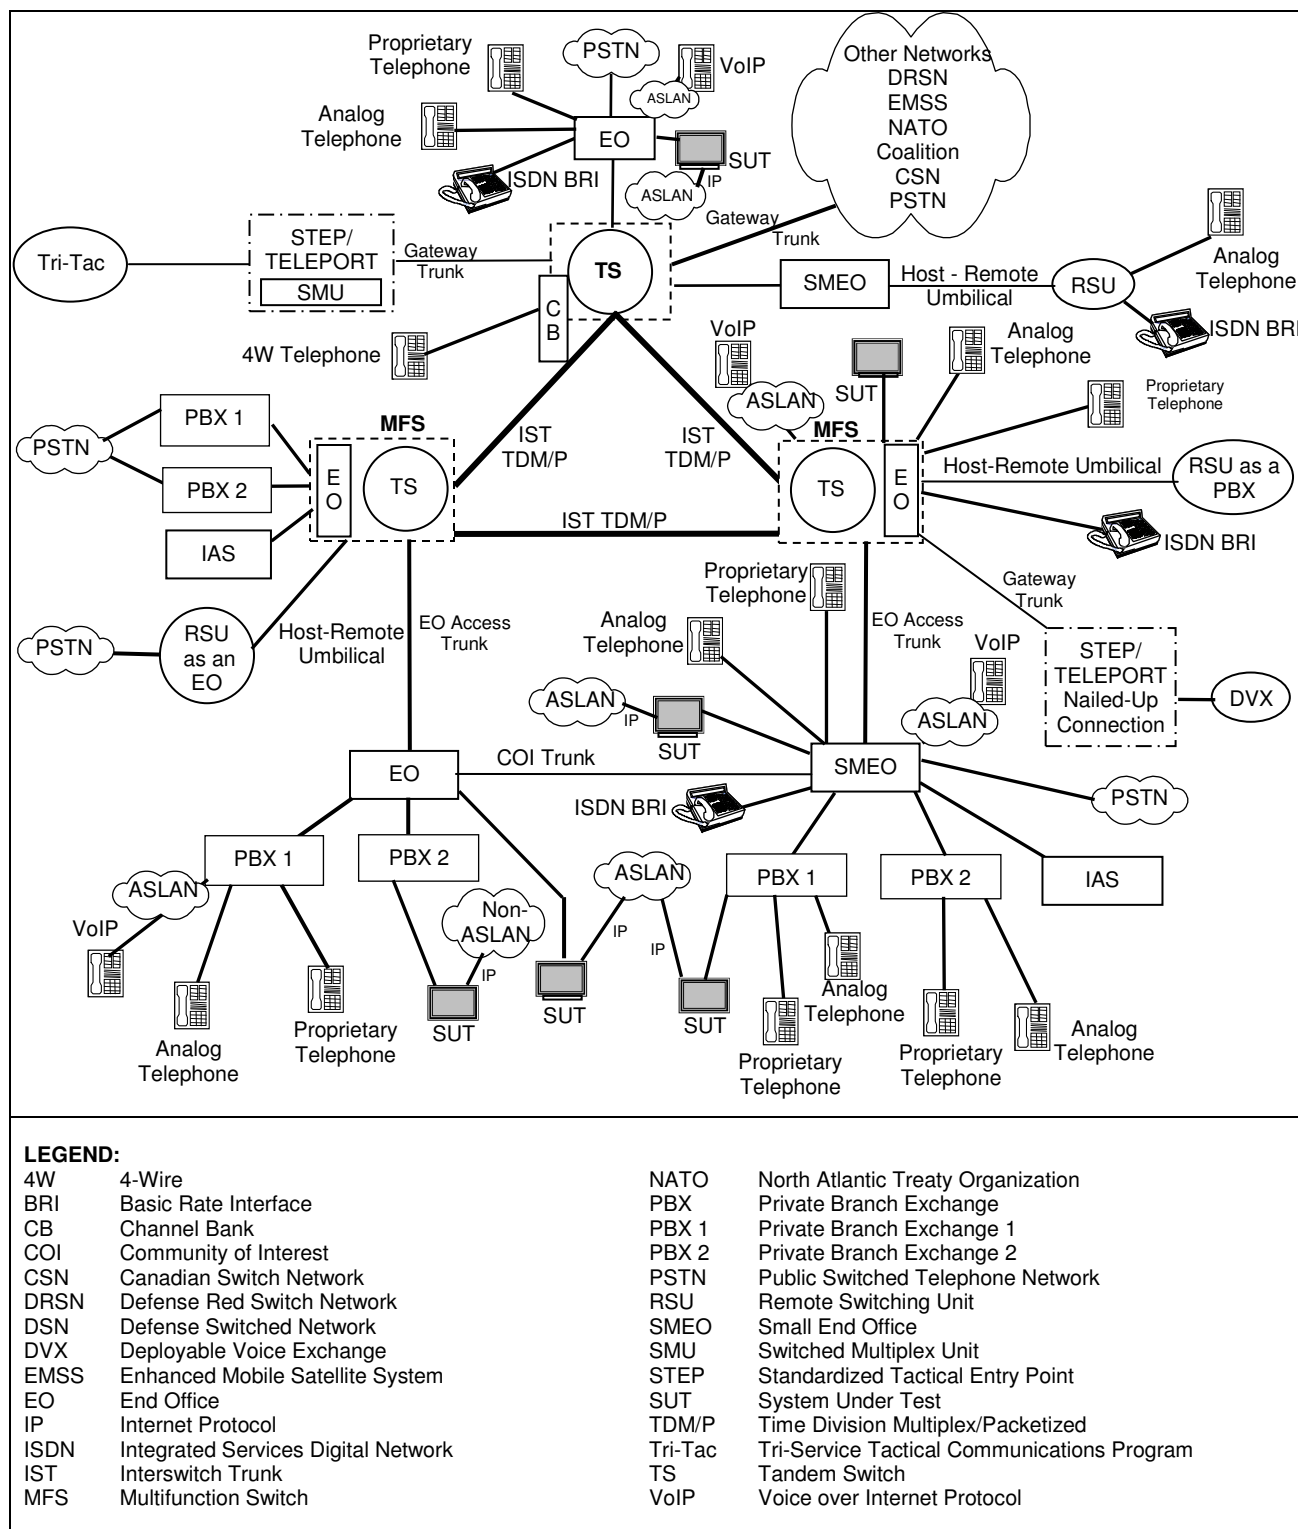 Proprietary
Telephone
PSTN
VoIP
ASLAN
Analog
Telephone
EO
SUT
ISDN BRI
IP
ASLAN
Other Networks
DRSN
EMSS
NATO
Coalition
CSN
PSTN
Gateway
Trunk
Tri-Tac
STEP/
TELEPORT
SMU
Gateway
Trunk
TS
C
B
4W Telephone
SMEO
Host - Remote
Umbilical
RSU
Analog
Telephone
ISDN BRI
VoIP
ASLAN
SUT
Analog
Telephone
Proprietary
Telephone
PBX 1
PSTN
PBX 2
IAS
MFS
E
O
TS
IST
TDM/P
IST
TDM/P
IST TDM/P
MFS
TS
E
O
Host-Remote Umbilical
RSU as a
PBX
ISDN BRI
Gateway
Trunk
PSTN
RSU
as an
EO
Host-Remote
Umbilical
EO Access
Trunk
Proprietary
Telephone
Analog
Telephone
EO Access
Trunk
VoIP
ASLAN
STEP/
TELEPORT
Nailed-Up
Connection
DVX
ASLAN
IP
SUT
EO
COI Trunk
SMEO
ISDN BRI
PSTN
PBX 1
PBX 2
ASLAN
VoIP
Non-
ASLAN
IP
ASLAN
IP
IP
PBX 1
PBX 2
IAS
Analog
Telephone
Proprietary
Telephone
SUT
SUT
SUT
Analog
Telephone
Proprietary
Telephone
Proprietary
Telephone
Analog
Telephone
LEGEND:
4W 4-Wire
BRI Basic Rate Interface
CB Channel Bank
COI Community of Interest
CSN Canadian Switch Network
DRSN Defense Red Switch Network
DSN Defense Switched Network
DVX Deployable Voice Exchange
EMSS Enhanced Mobile Satellite System
EO End Office
IP Internet Protocol
ISDN Integrated Services Digital Network
IST Interswitch Trunk
MFS Multifunction Switch
NATO North Atlantic Treaty Organization
PBX Private Branch Exchange
PBX 1 Private Branch Exchange 1
PBX 2 Private Branch Exchange 2
PSTN Public Switched Telephone Network
RSU Remote Switching Unit
SMEO Small End Office
SMU Switched Multiplex Unit
STEP Standardized Tactical Entry Point
SUT System Under Test
TDM/P Time Division Multiplex/Packetized
Tri-Tac Tri-Service Tactical Communications Program
TS Tandem Switch
VoIP Voice over Internet Protocol